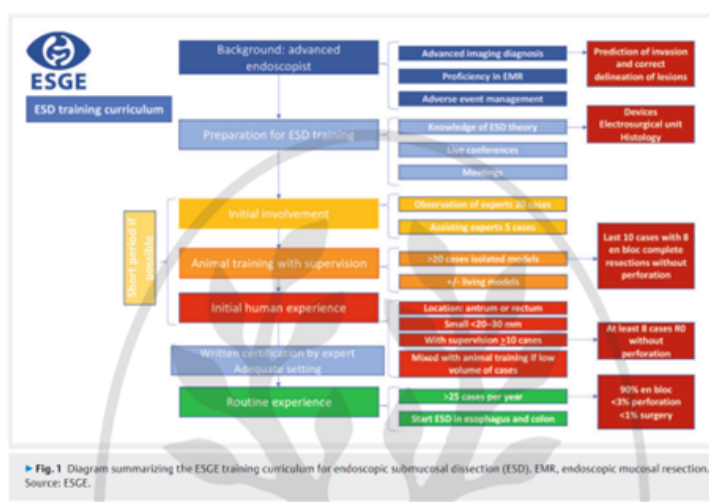 ESGE
ESD training curriculum
Background: advanced
endoscopist
Advanced imaging diagnosis
Proficiency in EMR
Adverse event management
Prediction of invasion
and correct
delineation of lesions
Preparation for ESD training
Knowledge of ESD theory
Live conferences
Meetings
Devices
Electrosurgical unit
Histology
Short period if
possible
Initial involvement
Observation of experts 20 cases
Assisting experts 5 cases
Animal training with supervision
>20 cases isolated models
+/- living models
Last 10 cases with 8
en bloc complete
resections without
perforation
Initial human experience
Location: antrum or rectum
Small <20–30 mm
With supervision ≥10 cases
Mixed with animal training if low
volume of cases
At least 8 cases R0
without
perforation
Written certification by expert
Adequate setting
Routine experience
>25 cases per year
Start ESD in esophagus and colon
90% en bloc
<3% perforation
<1% surgery
▶ Fig. 1 Diagram summarizing the ESGE training curriculum for endoscopic submucosal dissection (ESD). EMR, endoscopic mucosal resection.
Source: ESGE.